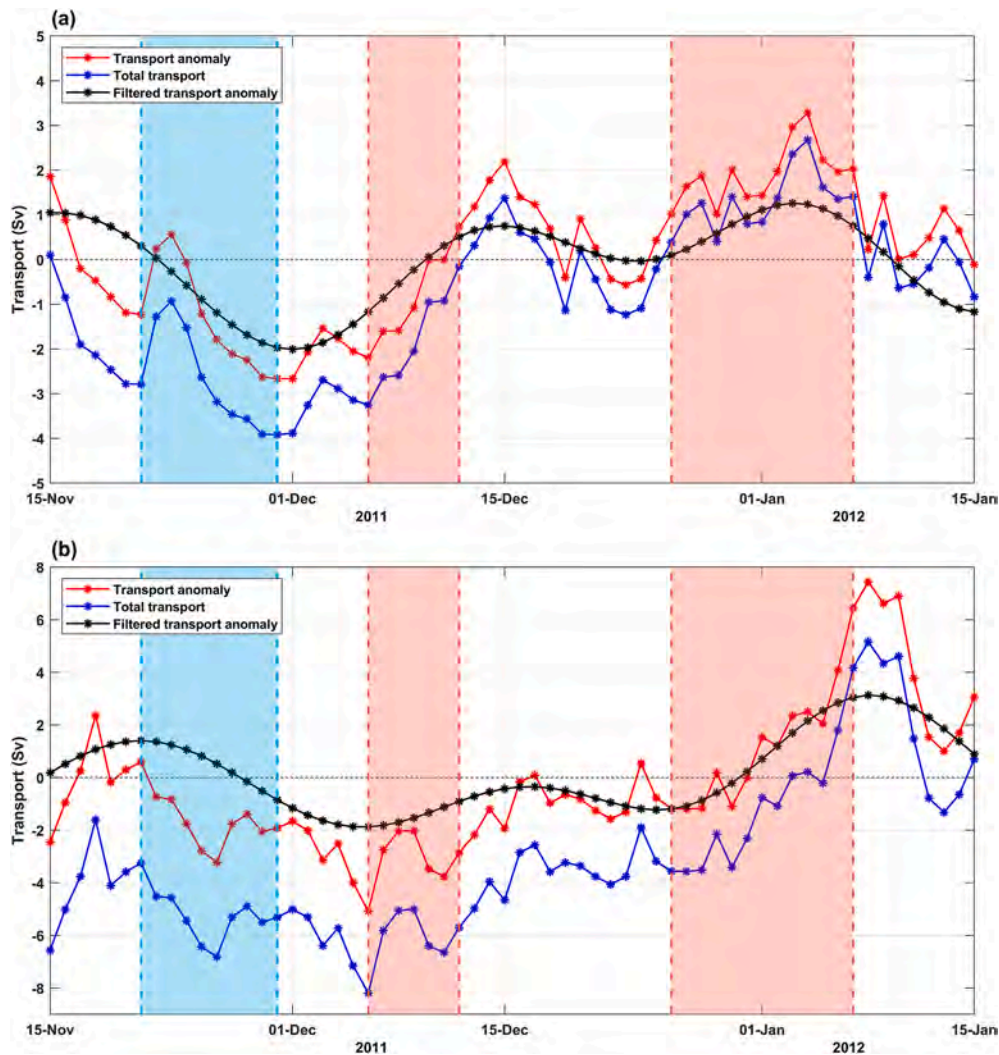 (a)
5
4
3
2
1
0
-1
-2
-3
-4
-5
Transport (Sv)
Transport anomaly
Total transport
Filtered transport anomaly
15-Nov 01-Dec 15-Dec 01-Jan 15-Jan
2011 2012
(b)
8
6
4
2
0
-2
-4
-6
-8
Transport (Sv)
Transport anomaly
Total transport
Filtered transport anomaly
15-Nov 01-Dec 15-Dec 01-Jan 15-Jan
2011 2012